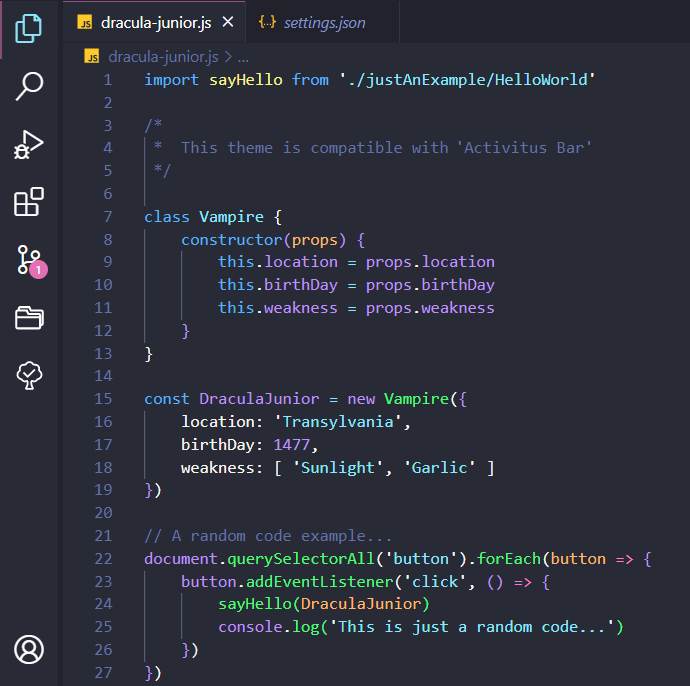 JS dracula-junior.js × {..} settings.json
JS dracula-junior.js > ...
1 import sayHello from './justAnExample/HelloWorld'
2
3 /*
4  *  This theme is compatible with 'Activitus Bar'
5  */
6
7 class Vampire {
8     constructor(props) {
9         this.location = props.location
10         this.birthDay = props.birthDay
11         this.weakness = props.weakness
12     }
13 }
14
15 const DraculaJunior = new Vampire({
16     location: 'Transylvania',
17     birthDay: 1477,
18     weakness: [ 'Sunlight', 'Garlic' ]
19 })
20
21 // A random code example...
22 document.querySelectorAll('button').forEach(button => {
23     button.addEventListener('click', () => {
24         sayHello(DraculaJunior)
25         console.log('This is just a random code...')
26     })
27 })
1